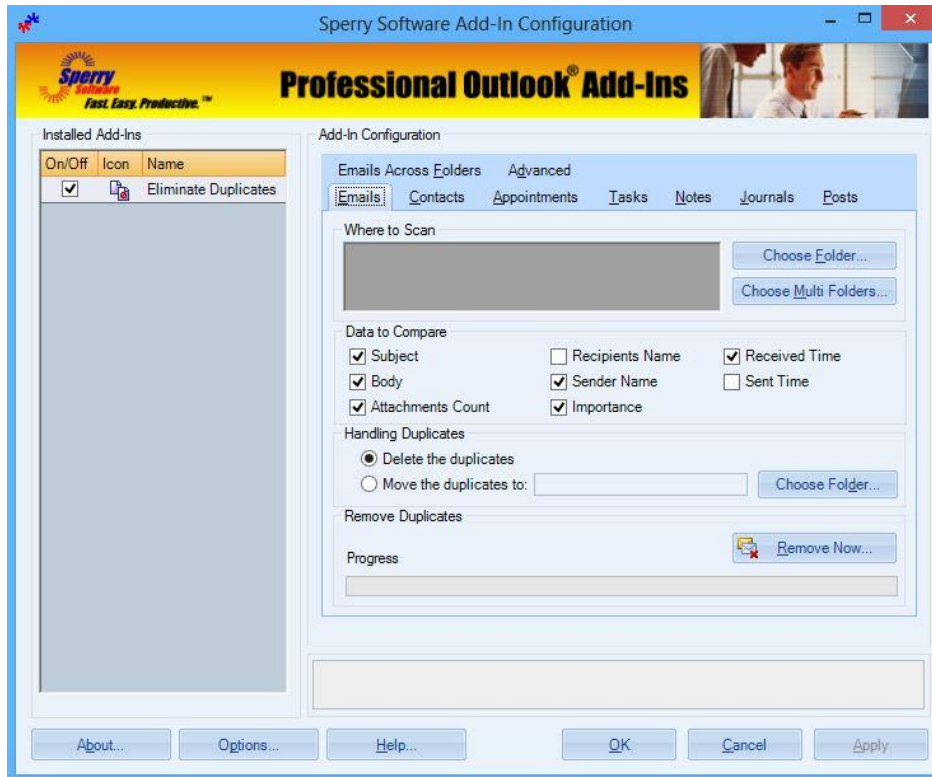 Sperry Software Add-In Configuration
Sperry
Software
Fast. Easy. Productive. ™
Professional Outlook® Add-Ins
Installed Add-Ins
On/Off Icon Name
Eliminate Duplicates
Add-In Configuration
Emails Across Folders Advanced
Emails Contacts Appointments Tasks Notes Journals Posts
Where to Scan
Choose Folder...
Choose Multi Folders...
Data to Compare
Subject Recipients Name Received Time
Body Sender Name Sent Time
Attachments Count Importance
Handling Duplicates
Delete the duplicates
Move the duplicates to: Choose Folder...
Remove Duplicates
Remove Now...
Progress
About... Options... Help... OK Cancel Apply